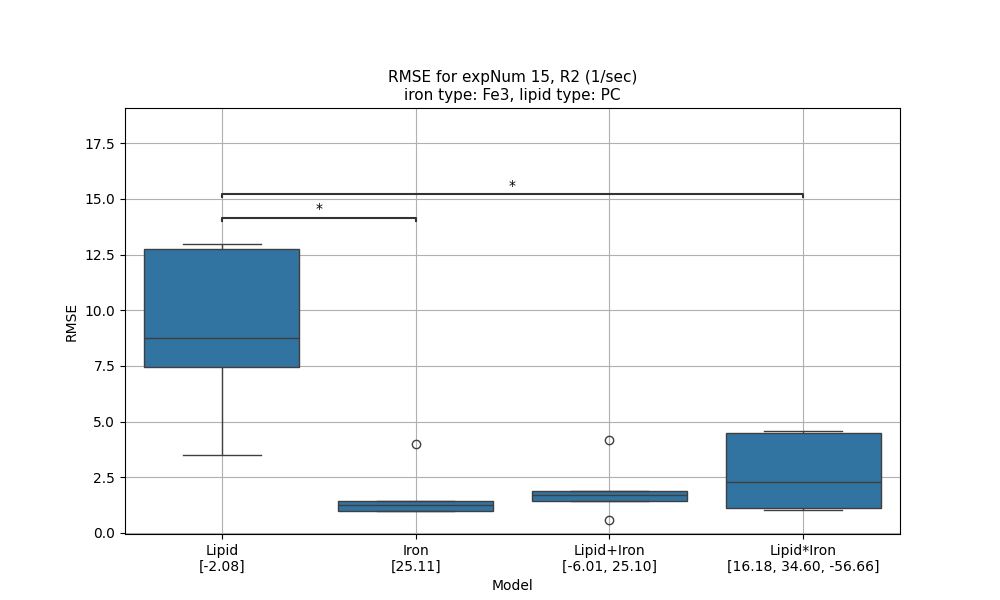 RMSE for expNum 15, R2 (1/sec)
iron type: Fe3, lipid type: PC
17.5
15.0
12.5
10.0
7.5
5.0
2.5
0.0
RMSE
*
*
Lipid
[-2.08]
Iron
[25.11]
Lipid+Iron
[-6.01, 25.10]
Lipid*Iron
[16.18, 34.60, -56.66]
Model